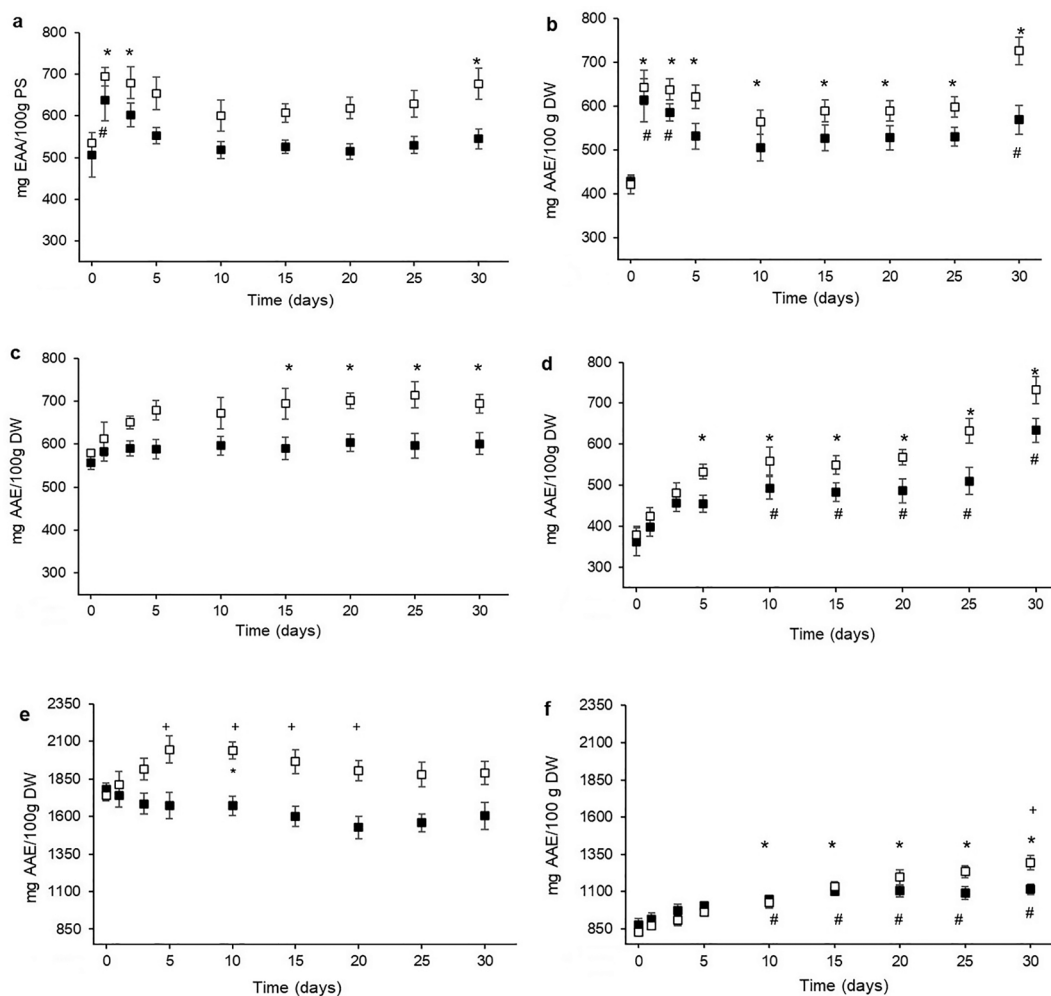 a
800
700
600
500
400
300
mg EAA/100g PS
* * *
#
0 5 10 15 20 25 30
Time (days)
b
800
700
600
500
400
300
mg AAE/100 g DW
* * * * * * * *
# # #
0 5 10 15 20 25 30
Time (days)
c
800
700
600
500
400
300
mg AAE/100g DW
* * * *
0 5 10 15 20 25 30
Time (days)
d
800
700
600
500
400
300
mg AAE/100g DW
* * * * * *
# # # # #
0 5 10 15 20 25 30
Time (days)
e
2350
2100
1850
1600
1350
1100
850
mg AAE/100g DW
+ + + +
*
0 5 10 15 20 25 30
Time (days)
f
2350
2100
1850
1600
1350
1100
850
mg AAE/100 g DW
+
* * * * *
# # # # #
0 5 10 15 20 25 30
Time (days)